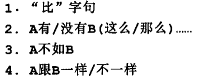 1. “比”字句
2. A有/没有B(这么/那么)……
3. A不如B
4. A跟B一样/不一样